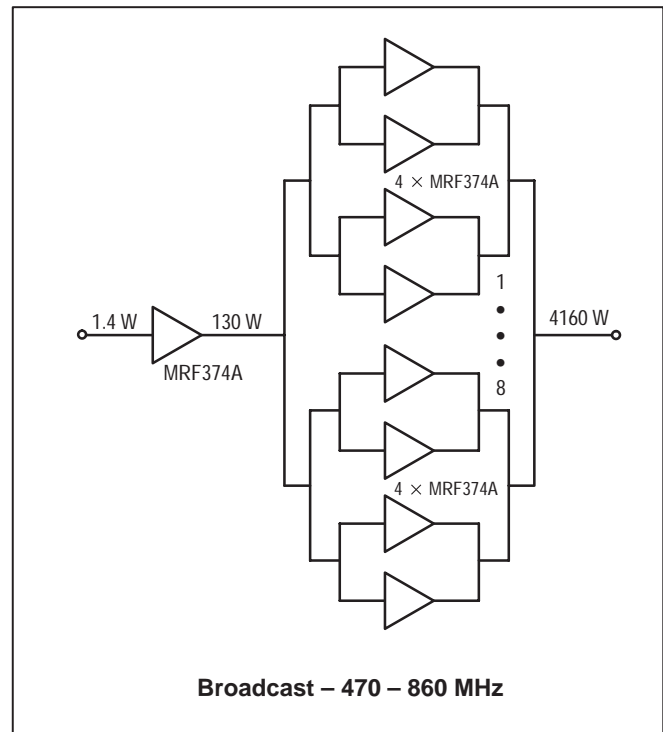 4 × MRF374A
1
8
1.4 W
130 W
MRF374A
4160 W
4 × MRF374A
Broadcast – 470 – 860 MHz